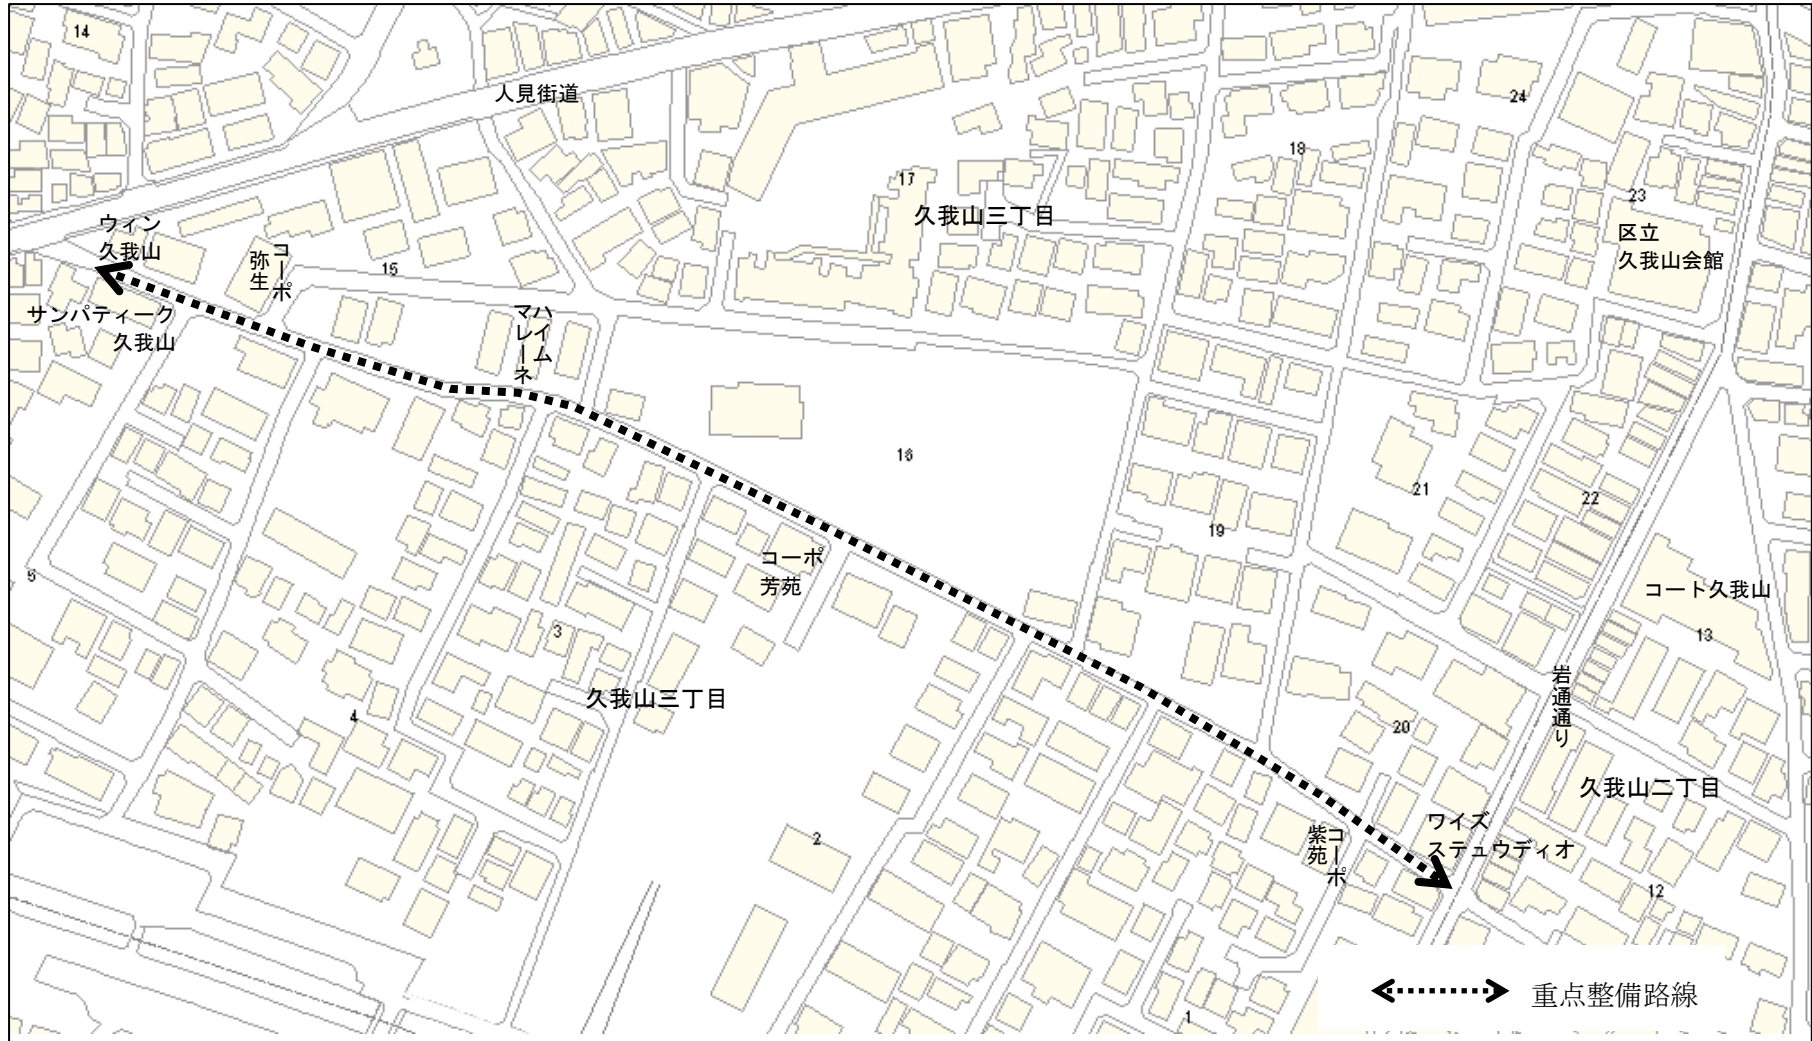 14
人見街道
24
18
17
23
久我山三丁目
ウィン
久我山
区立
久我山会館
コーポ
弥生
15
サンパティーク
久我山
ハイム
マレーネ
16
21
22
19
コーポ
芳苑
5
コート久我山
3
13
岩通通り
久我山三丁目
4
20
久我山二丁目
ワイズ
ステュウディオ
コーポ
紫苑
2
12
重点整備路線
1